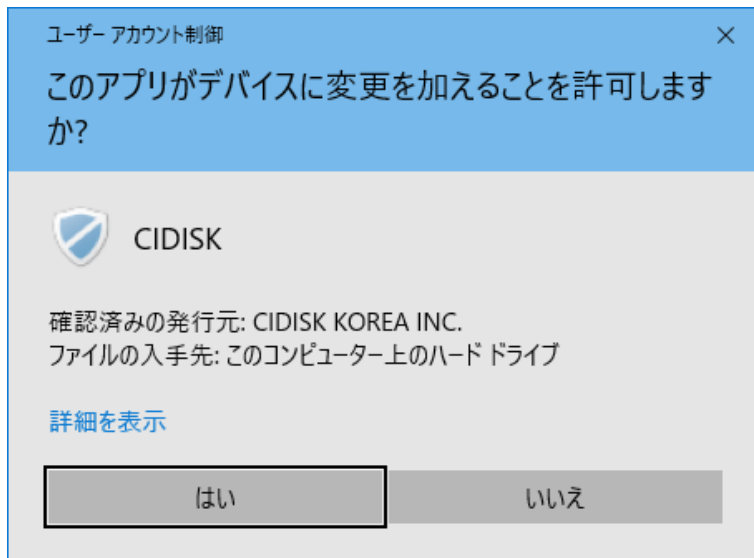 ユーザー アカウント制御
このアプリがデバイスに変更を加えることを許可します
か?
CIDISK
確認済みの発行元: CIDISK KOREA INC.
ファイルの入手先: このコンピューター上のハード ドライブ
詳細を表示
はい
いいえ